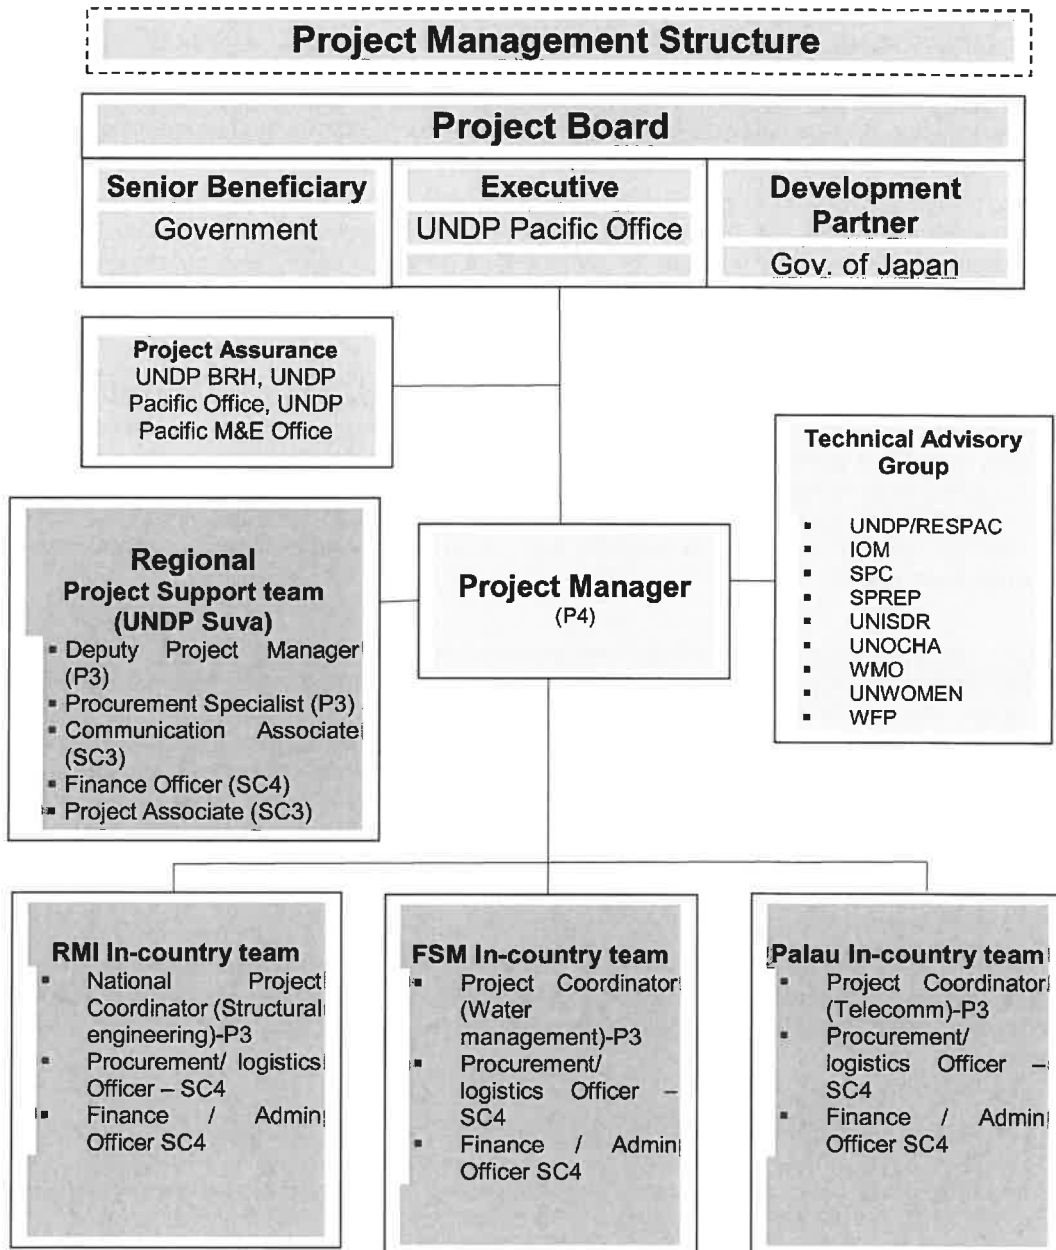 Project Management Structure
Project Board
Senior Beneficiary
Government
Executive
UNDP Pacific Office
Development
Partner
Gov. of Japan
Project Assurance
UNDP BRH, UNDP
Pacific Office, UNDP
Pacific M&E Office
Technical Advisory
Group
▪ UNDP/RESPAC
▪ IOM
▪ SPC
▪ SPREP
▪ UNISDR
▪ UNOCHA
▪ WMO
▪ UNWOMEN
▪ WFP
Regional
Project Support team
(UNDP Suva)
▪ Deputy Project Manager
(P3)
▪ Procurement Specialist (P3)
▪ Communication Associate
(SC3)
▪ Finance Officer (SC4)
▪ Project Associate (SC3)
Project Manager
(P4)
RMI In-country team
▪ National Project
Coordinator (Structural
engineering)-P3
▪ Procurement/ logistics
Officer – SC4
▪ Finance / Admin
Officer SC4
FSM In-country team
▪ Project Coordinator
(Water
management)-P3
▪ Procurement/
logistics Officer –
SC4
▪ Finance / Admin
Officer SC4
Palau In-country team
▪ Project Coordinator
(Telecomm)-P3
▪ Procurement/
logistics Officer –
SC4
▪ Finance / Admin
Officer SC4